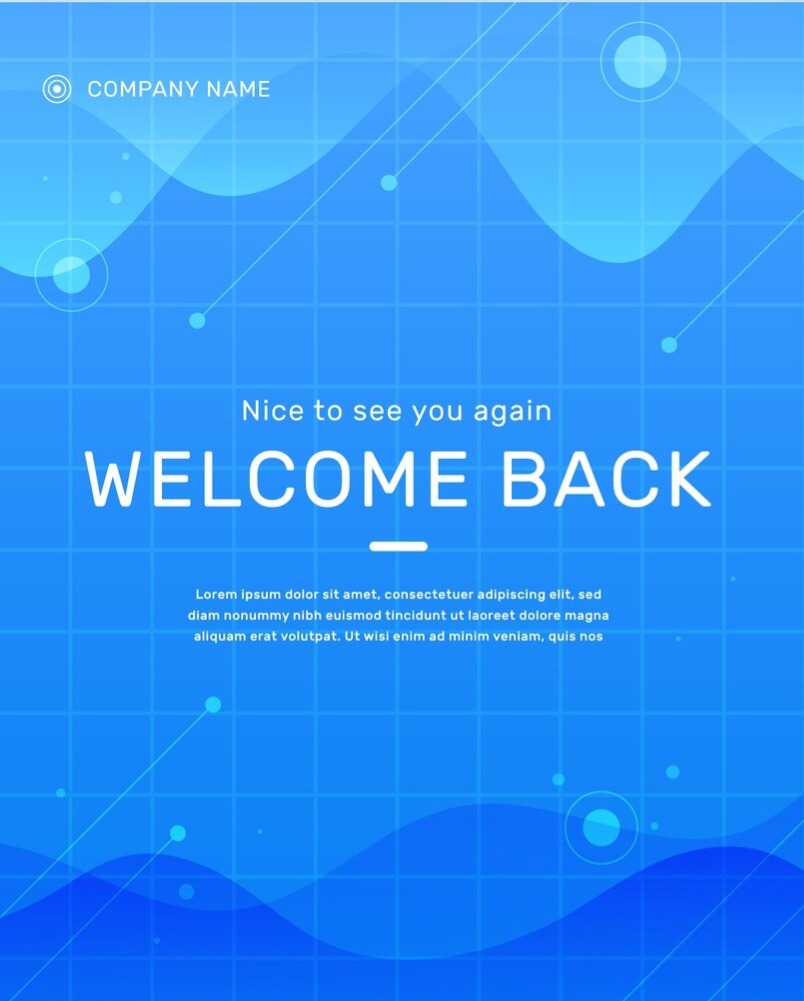 COMPANY NAME
Nice to see you again
WELCOME BACK
Lorem ipsum dolor sit amet, consectetuer adipiscing elit, sed
diam nonummy nibh euismod tincidunt ut laoreet dolore magna
aliquam erat volutpat. Ut wisi enim ad minim veniam, quis nos